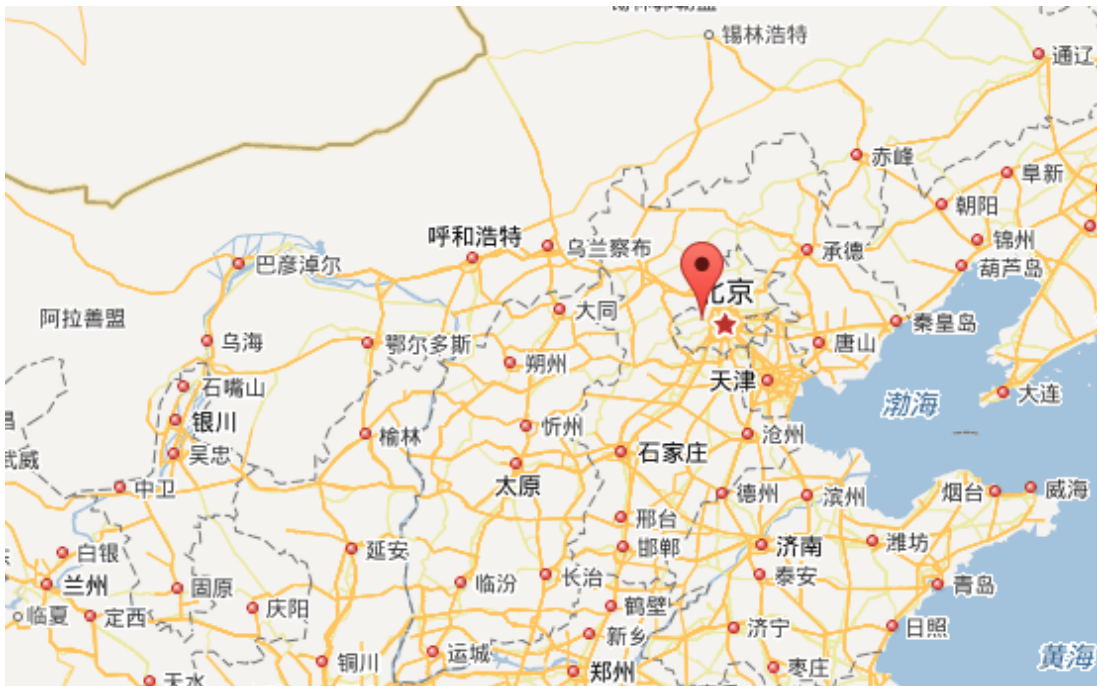 锡林浩特
通辽
赤峰
阜新
朝阳
呼和浩特
乌兰察布
承德
锦州
巴彦淖尔
葫芦岛
北京
阿拉善盟
大同
秦皇岛
乌海
鄂尔多斯
唐山
朔州
石嘴山
天津
大连
渤海
银川
忻州
沧州
榆林
吴忠
石家庄
武威
太原
中卫
德州
滨州
烟台
威海
邢台
白银
延安
邯郸
济南
潍坊
兰州
固原
临汾
长治
泰安
青岛
临夏
定西
庆阳
鹤壁
新乡
济宁
日照
铜川
运城
郑州
枣庄
黄海
天水